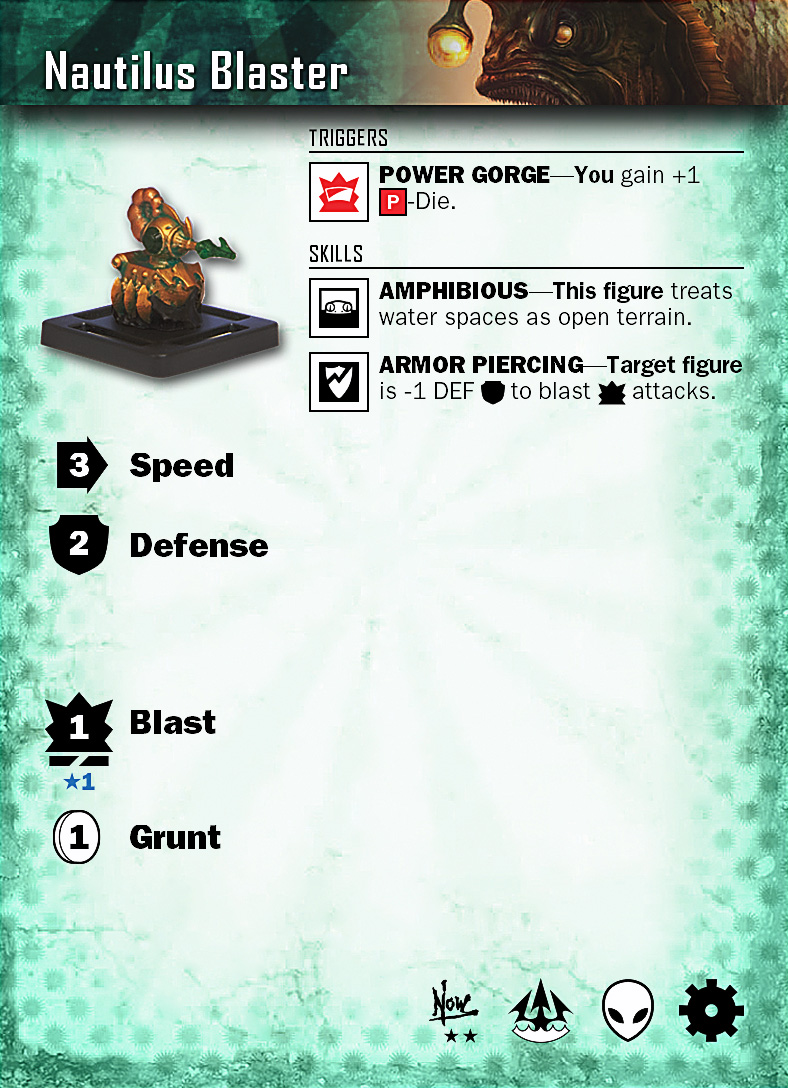 Nautilus Blaster
TRIGGERS
POWER GORGE—You gain +1
P-Die.
SKILLS
AMPHIBIOUS—This figure treats
water spaces as open terrain.
ARMOR PIERCING—Target figure
is -1 DEF to blast attacks.
3 Speed
2 Defense
1 Blast
★1
1 Grunt
Now
★★